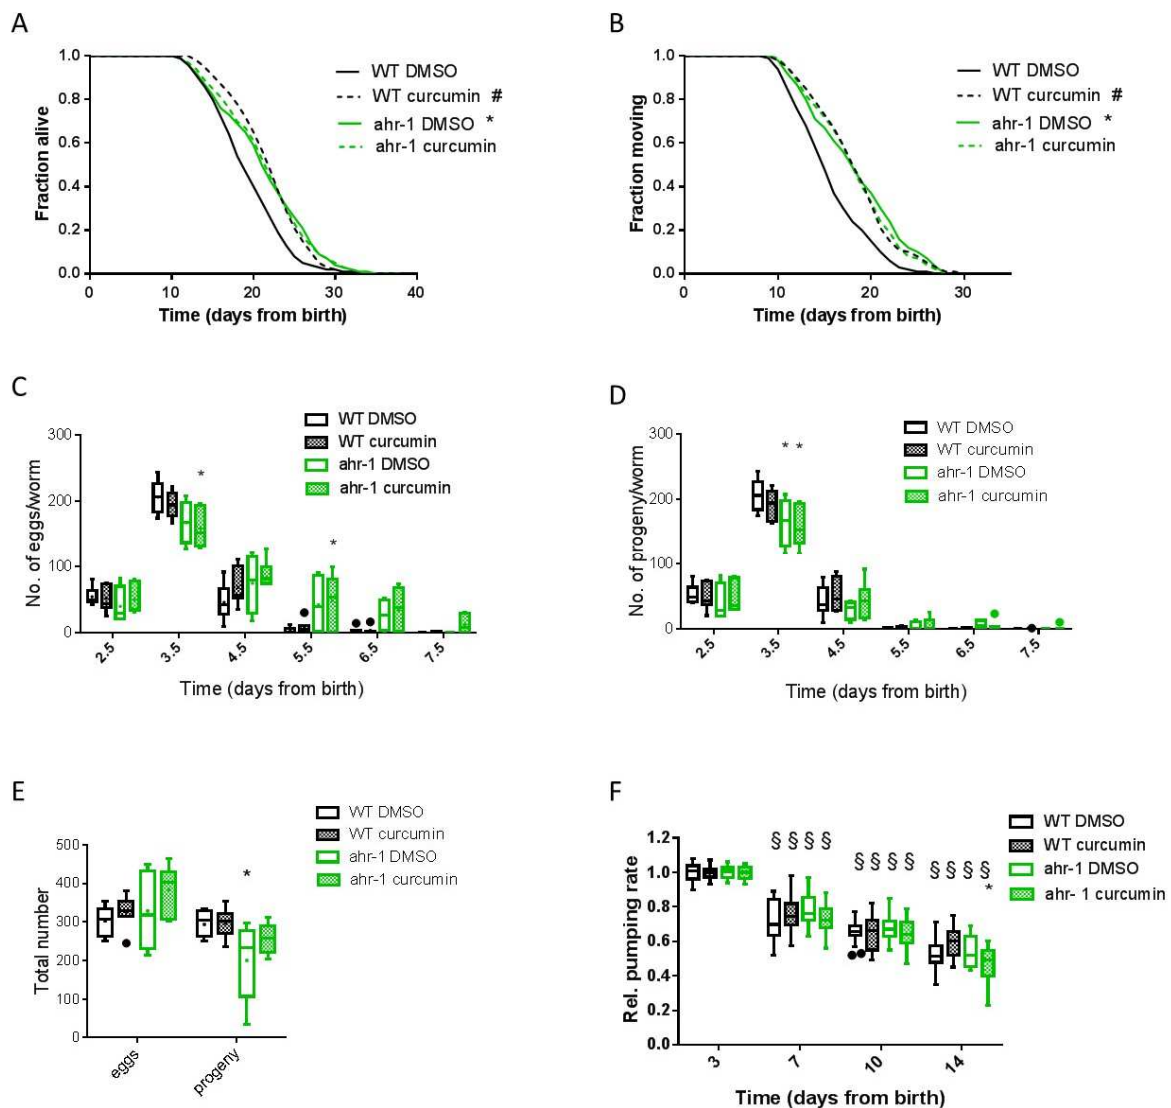 A
1.0
0.8
0.6
0.4
0.2
0.0
Fraction alive
0 10 20 30 40
Time (days from birth)
WT DMSO
WT curcumin #
ahr-1 DMSO *
ahr-1 curcumin
B
1.0
0.8
0.6
0.4
0.2
0.0
Fraction moving
0 10 20 30
Time (days from birth)
WT DMSO
WT curcumin #
ahr-1 DMSO *
ahr-1 curcumin
C
WT DMSO
WT curcumin
ahr-1 DMSO
ahr-1 curcumin
300
200
100
0
No. of eggs/worm
*
*
2.5 3.5 4.5 5.5 6.5 7.5
Time (days from birth)
D
WT DMSO
WT curcumin
ahr-1 DMSO
ahr-1 curcumin
300
200
100
0
No. of progeny/worm
* *
2.5 3.5 4.5 5.5 6.5 7.5
Time (days from birth)
E
WT DMSO
WT curcumin
ahr-1 DMSO
ahr-1 curcumin
500
400
300
200
100
0
Total number
*
eggs progeny
F
WT DMSO
WT curcumin
ahr-1 DMSO
ahr- 1 curcumin
1.2
1.0
0.8
0.6
0.4
0.2
0.0
Rel. pumping rate
§ § § §
§ § § §
§ § § §
*
3 7 10 14
Time (days from birth)